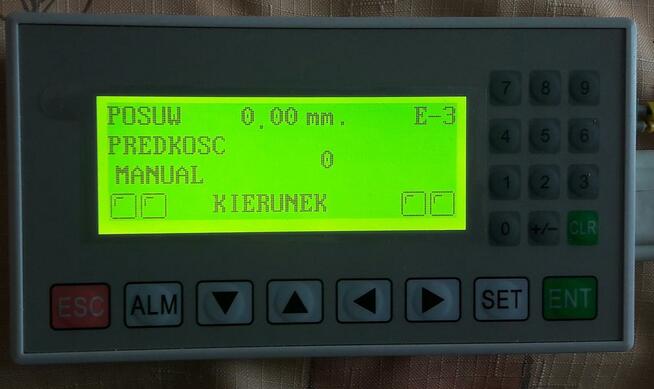 POSUW 0.00 mm. E-3
PREDKOSC
0
MANUAL
KIERUNEK
7 8 9
4 5 6
1 2 3
0 +/- CLR
ESC ALM SET ENT